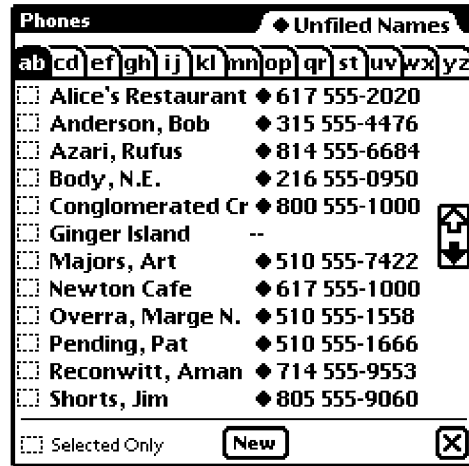 Phones ◆ Unfiled Names
ab cd ef gh ij kl mn op qr st uv wx yz
Alice's Restaurant ◆ 617 555-2020
Anderson, Bob ◆ 315 555-4476
Azari, Rufus ◆ 814 555-6684
Body, N.E. ◆ 216 555-0950
Conglomerated Cr ◆ 800 555-1000
Ginger Island --
Majors, Art ◆ 510 555-7422
Newton Cafe ◆ 617 555-1000
Overra, Marge N. ◆ 510 555-1558
Pending, Pat ◆ 510 555-1666
Reconwitt, Aman ◆ 714 555-9553
Shorts, Jim ◆ 805 555-9060
Selected Only New X